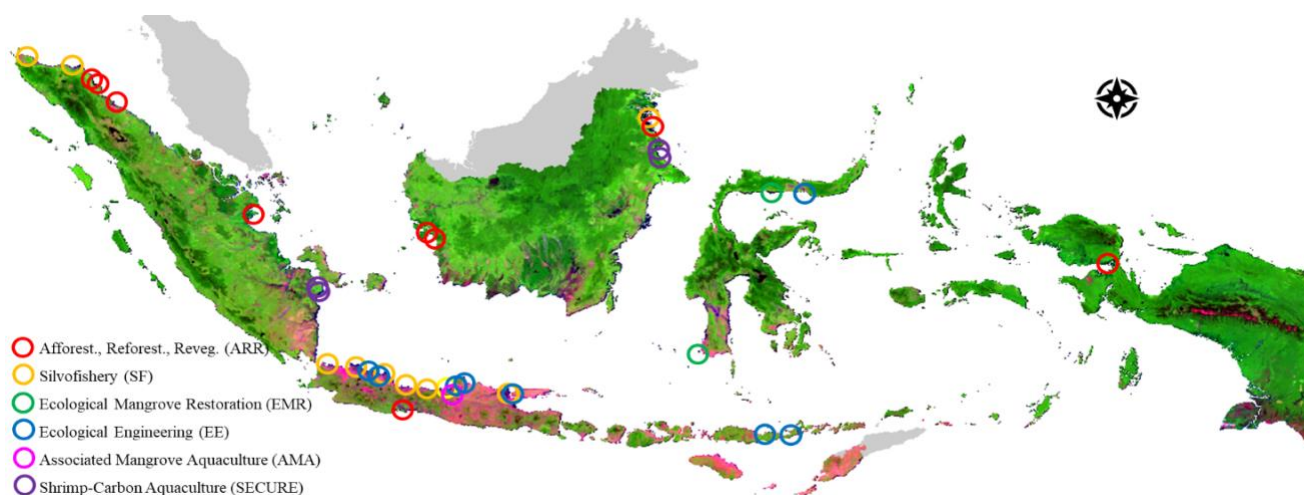 Afforest., Reforest., Reveg. (ARR)
Silvofishery (SF)
Ecological Mangrove Restoration (EMR)
Ecological Engineering (EE)
Associated Mangrove Aquaculture (AMA)
Shrimp-Carbon Aquaculture (SECURE)